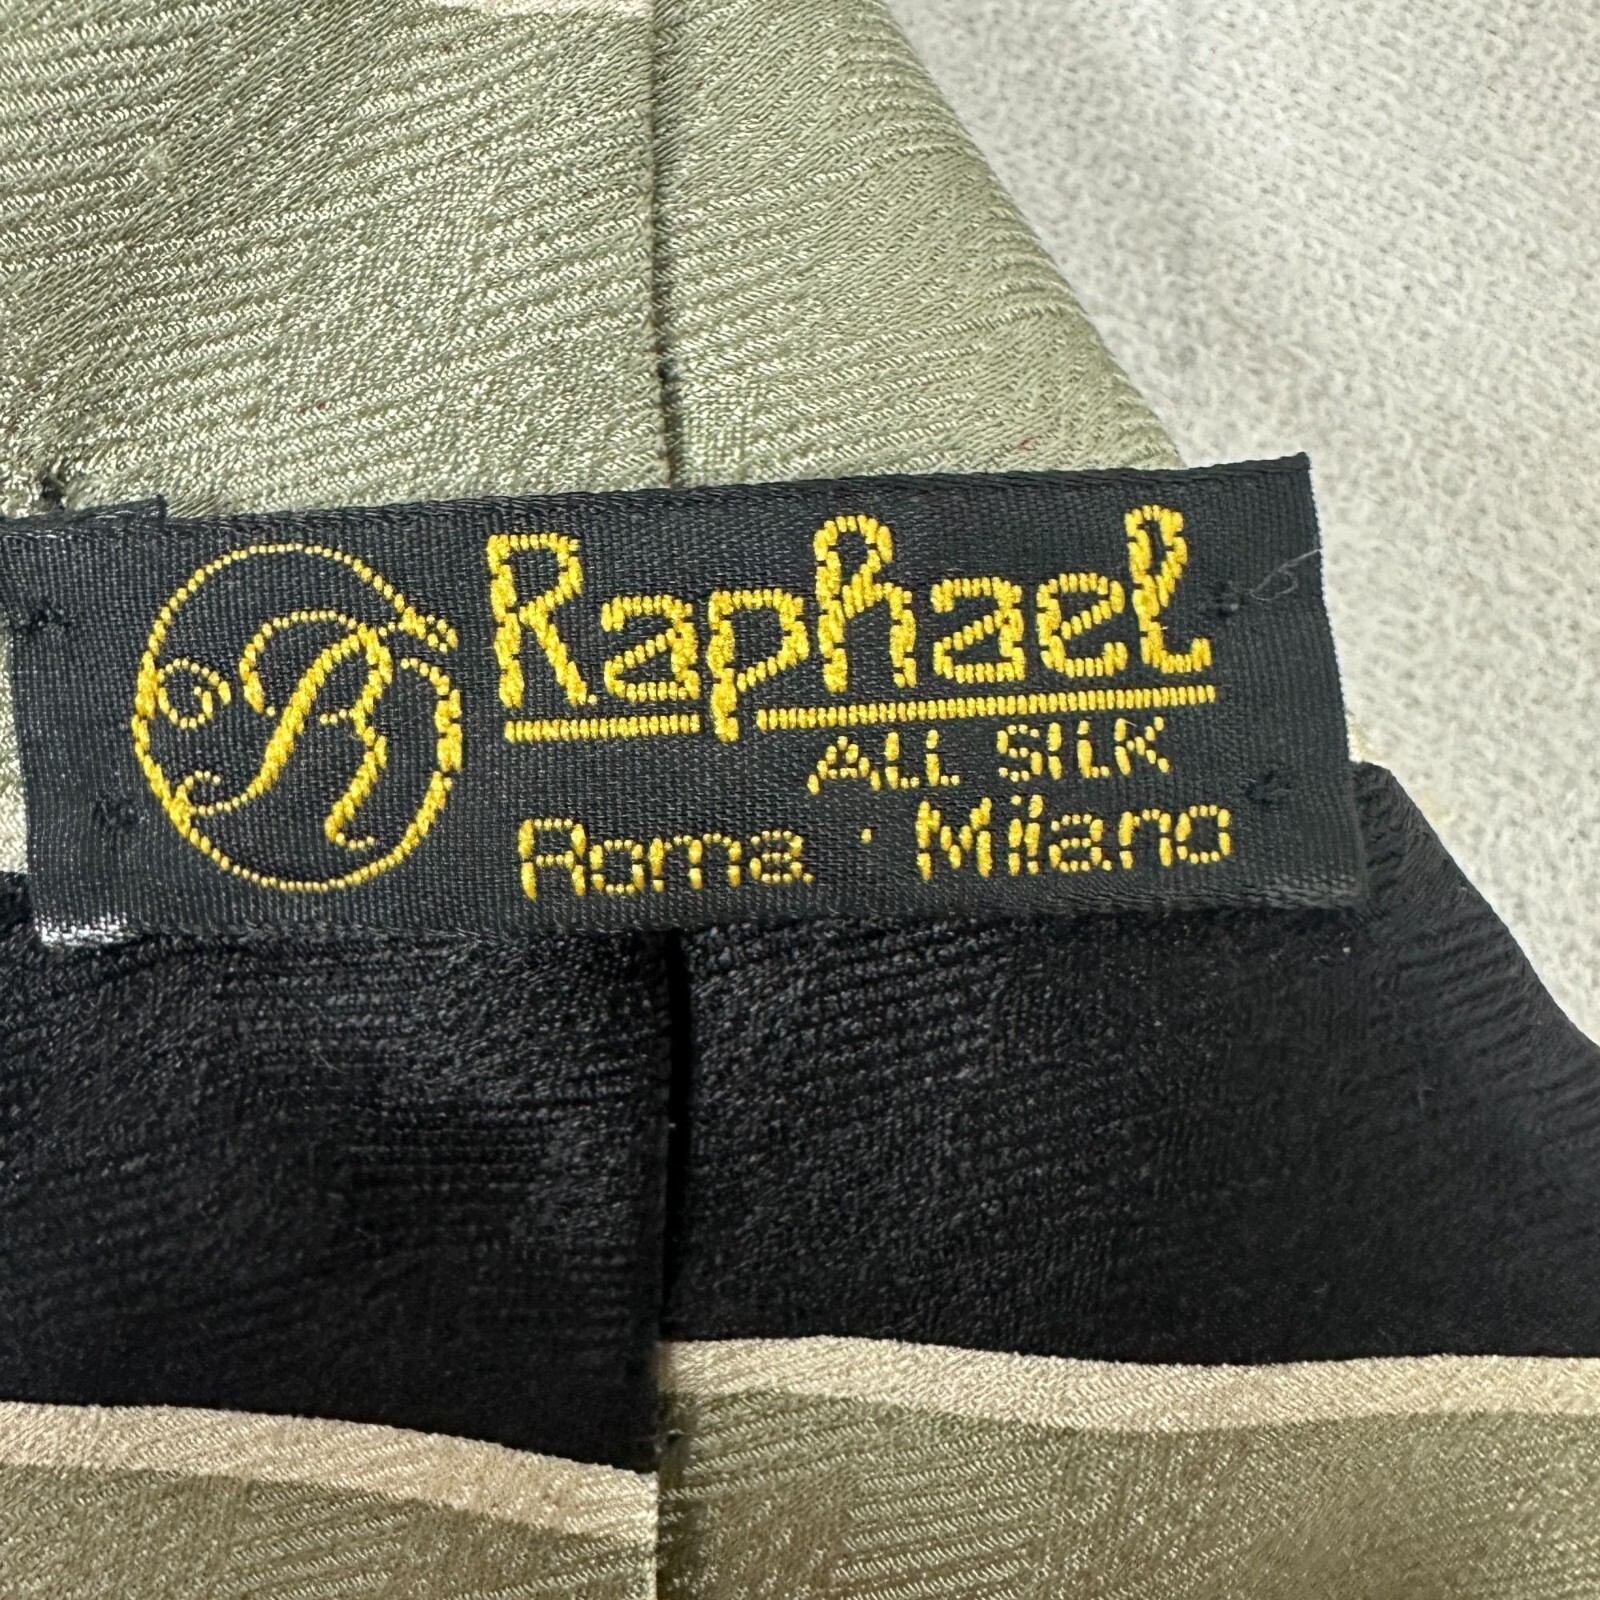 R
Raphael
ALL SILK
Roma · Milano